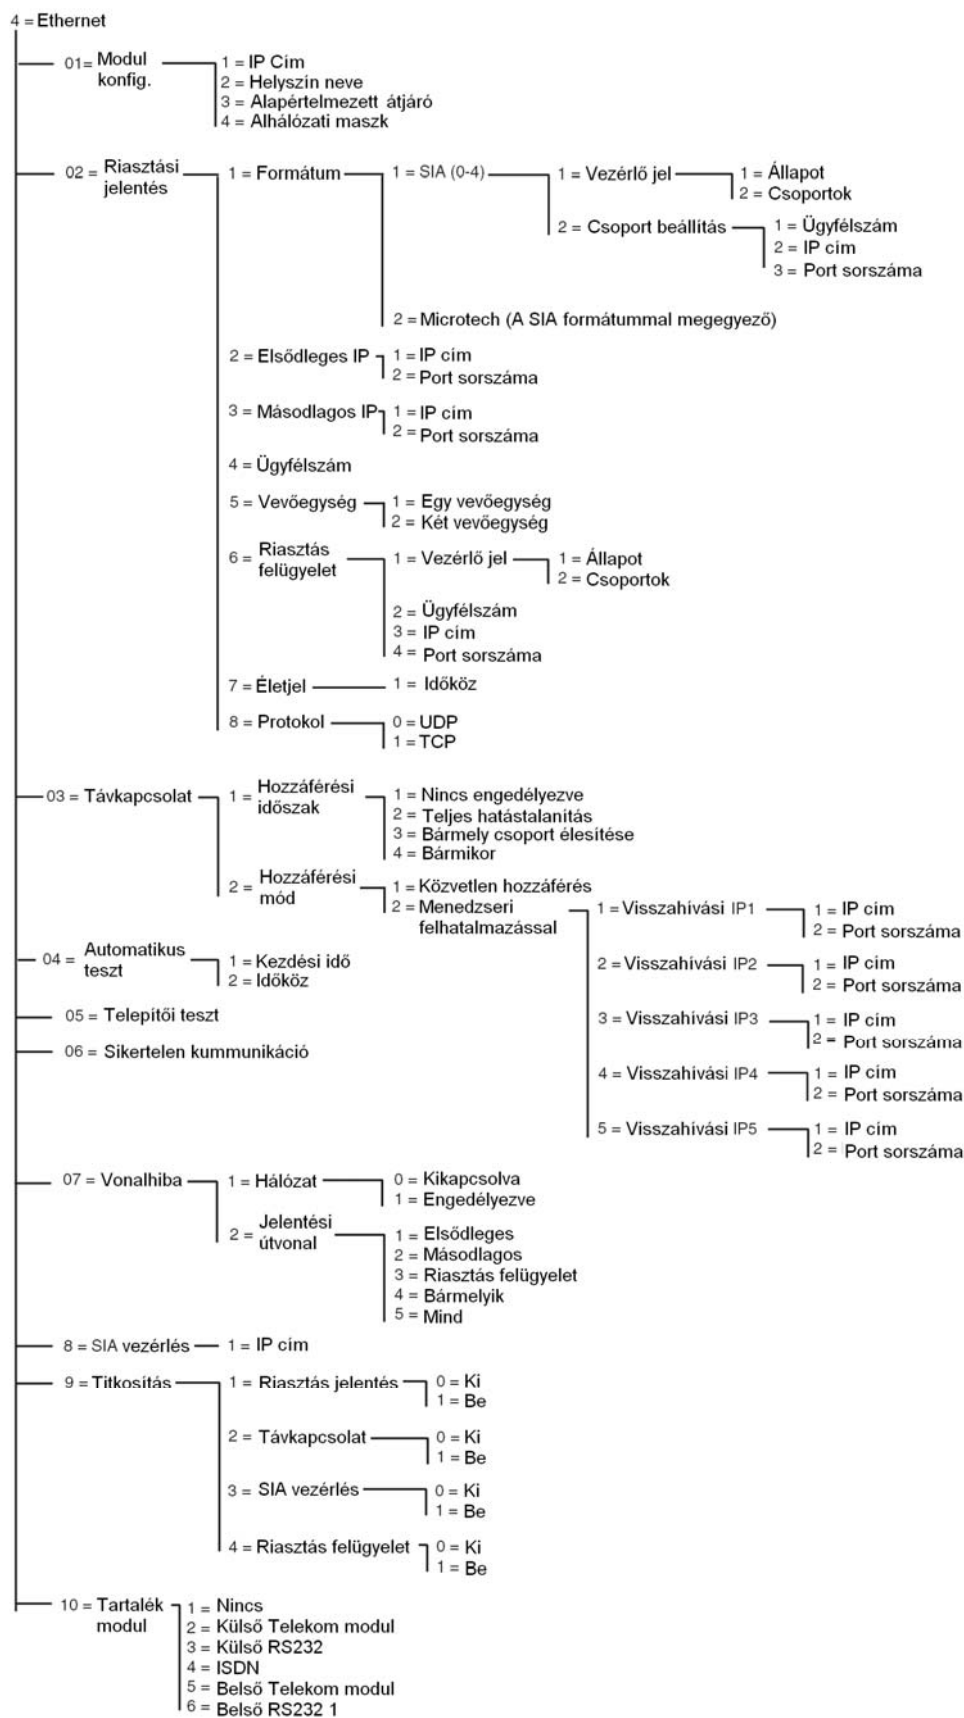 4 = Ethernet
01= Modul konfig.
1 = IP Cím
2 = Helyszín neve
3 = Alapértelmezett átjáró
4 = Alhálózati maszk
02 = Riasztási jelentés
1 = Formátum
1 = SIA (0-4)
1 = Vezérlő jel
1 = Állapot
2 = Csoportok
2 = Csoport beállítás
1 = Ügyfélszám
2 = IP cím
3 = Port sorszáma
2 = Microtech (A SIA formátummal megegyező)
2 = Elsődleges IP
1 = IP cím
2 = Port sorszáma
3 = Másodlagos IP
1 = IP cím
2 = Port sorszáma
4 = Ügyfélszám
5 = Vevőegység
1 = Egy vevőegység
2 = Két vevőegység
6 = Riasztás felügyelet
1 = Vezérlő jel
1 = Állapot
2 = Csoportok
2 = Ügyfélszám
3 = IP cím
4 = Port sorszáma
7 = Életjel
1 = Időköz
8 = Protokol
0 = UDP
1 = TCP
03 = Távkapcsolat
1 = Hozzáférési időszak
1 = Nincs engedélyezve
2 = Teljes hatástalanítás
3 = Bármely csoport élesítése
4 = Bármikor
2 = Hozzáférési mód
1 = Közvetlen hozzáférés
2 = Menedzseri felhatalmazással
1 = Visszahívási IP1
1 = IP cím
2 = Port sorszáma
2 = Visszahívási IP2
1 = IP cím
2 = Port sorszáma
3 = Visszahívási IP3
1 = IP cím
2 = Port sorszáma
4 = Visszahívási IP4
1 = IP cím
2 = Port sorszáma
5 = Visszahívási IP5
1 = IP cím
2 = Port sorszáma
04 = Automatikus teszt
1 = Kezdési idő
2 = Időköz
05 = Telepítői teszt
06 = Sikertelen kummunikáció
07 = Vonalhiba
1 = Hálózat
0 = Kikapcsolva
1 = Engedélyezve
2 = Jelentési útvonal
1 = Elsődleges
2 = Másodlagos
3 = Riasztás felügyelet
4 = Bármelyik
5 = Mind
8 = SIA vezérlés
1 = IP cím
9 = Titkosítás
1 = Riasztás jelentés
0 = Ki
1 = Be
2 = Távkapcsolat
0 = Ki
1 = Be
3 = SIA vezérlés
0 = Ki
1 = Be
4 = Riasztás felügyelet
0 = Ki
1 = Be
10 = Tartalék modul
1 = Nincs
2 = Külső Telekom modul
3 = Külső RS232
4 = ISDN
5 = Belső Telekom modul
6 = Belső RS232 1